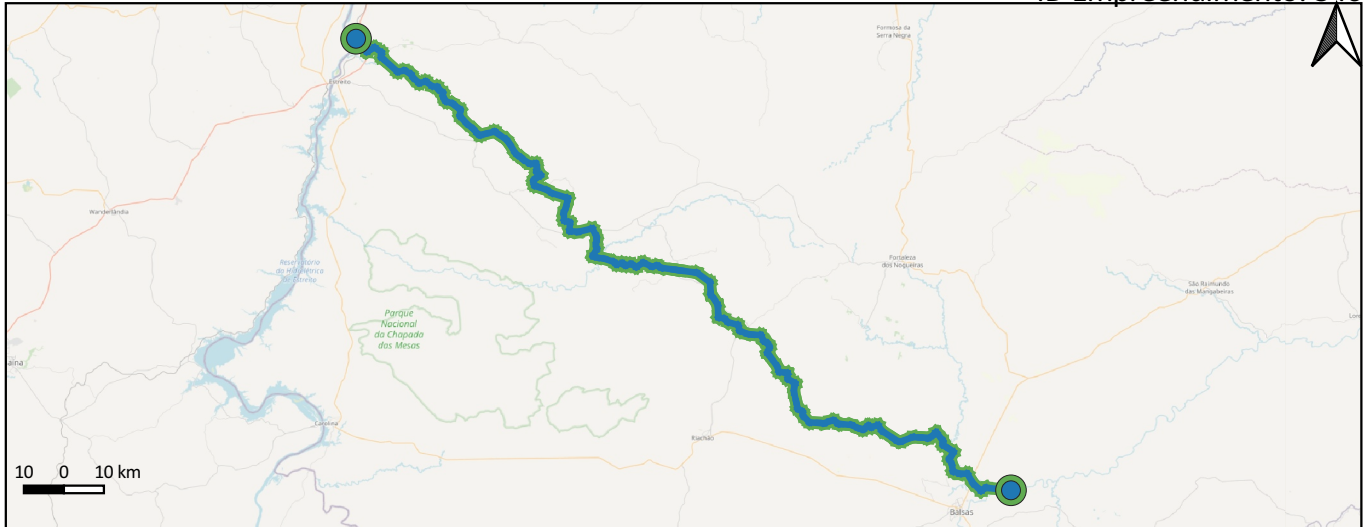 Formosa da
Serra Negra
Estreito
Wanderlândia
Reservatório
da Hidrelétrica
de Estreito
Fortaleza
dos Nogueiras
São Raimundo
das Mangabeiras
Parque
Nacional
da Chapada
das Mesas
aína
Carolina
Riachão
10 0 10 km
Balsas